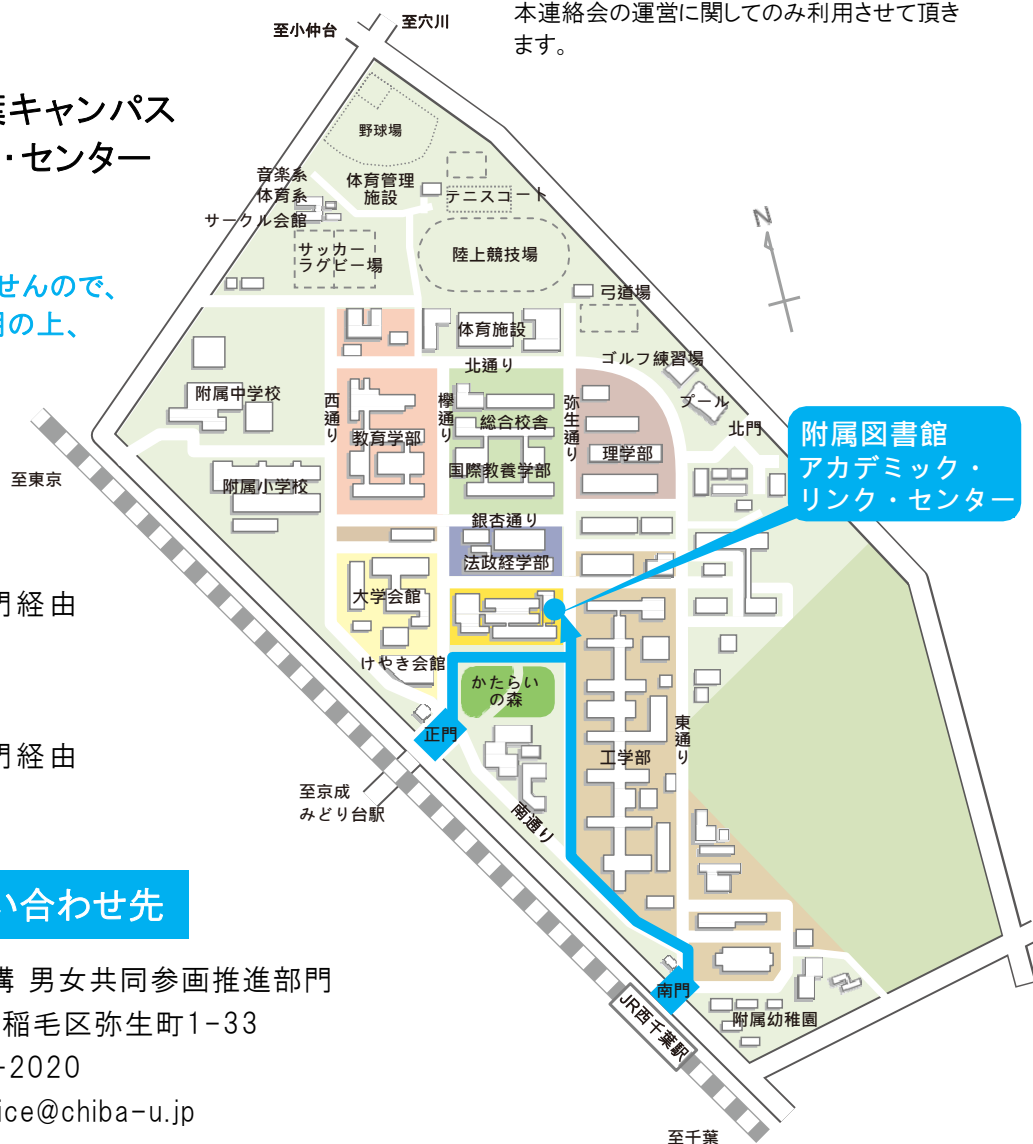 本連絡会の運営に関してのみ利用させて頂き
ます。
至小仲台
至穴川
キャンパス
・センター
せんので、
の上、
門経由
門経由
い合わせ先
構 男女共同参画推進部門
稲毛区弥生町1-33
-2020
ice@chiba-u.jp
野球場
音楽系
体育系
サークル会館
体育管理
施設
テニスコート
サッカー
ラグビー場
陸上競技場
N
弓道場
体育施設
北通り
ゴルフ練習場
プール
北門
附属中学校
西通り
欅通り
弥生通り
総合校舎
教育学部
国際教養学部
理学部
附属図書館
アカデミック・
リンク・センター
至東京
附属小学校
銀杏通り
法政経学部
大学会館
けやき会館
かたらい
の森
正門
東通り
工学部
至京成
みどり台駅
南通り
南門
JR西千葉駅
附属幼稚園
至千葉